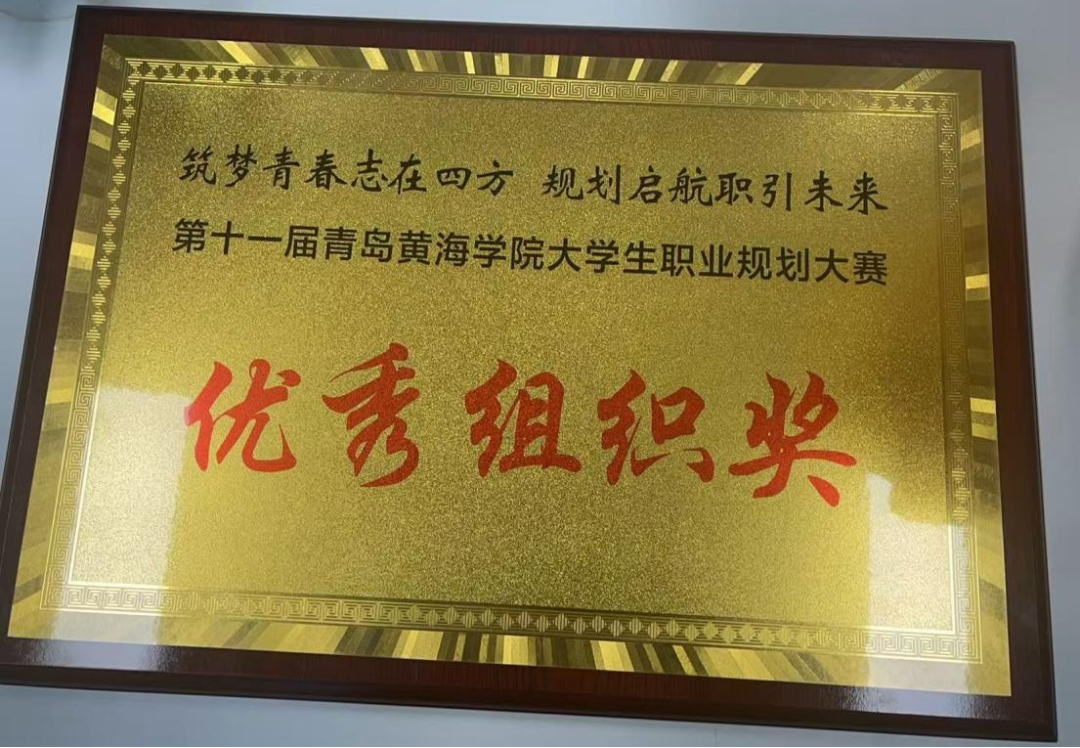 筑梦青春志在四方 规划启航职引未来
第十一届青岛黄海学院大学生职业规划大赛
优秀组织奖